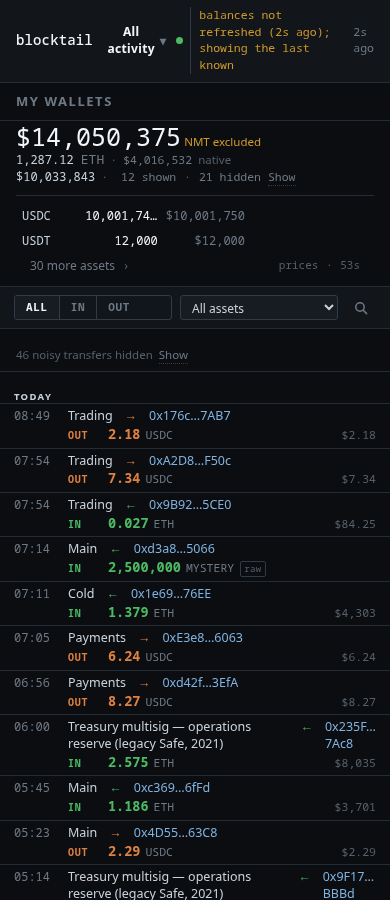 blocktail All activity ▾ ● balances not refreshed (2s ago); showing the last known 2s ago
MY WALLETS
$14,050,375 NMT excluded
1,287.12 ETH · $4,016,532 native
$10,033,843 · 12 shown · 21 hidden Show
USDC 10,001,74… $10,001,750
USDT 12,000 $12,000
30 more assets › prices · 53s
ALL IN OUT All assets
46 noisy transfers hidden Show
TODAY
08:49 Trading → 0x176c…7AB7
OUT 2.18 USDC $2.18
07:54 Trading → 0xA2D8…F50c
OUT 7.34 USDC $7.34
07:54 Trading ← 0x9B92…5CE0
IN 0.027 ETH $84.25
07:14 Main ← 0xd3a8…5066
IN 2,500,000 MYSTERY raw
07:11 Cold ← 0x1e69…76EE
IN 1.379 ETH $4,303
07:05 Payments → 0xE3e8…6063
OUT 6.24 USDC $6.24
06:56 Payments → 0xd42f…3EfA
OUT 8.27 USDC $8.27
06:00 Treasury multisig — operations ← 0x235F…
reserve (legacy Safe, 2021) 7Ac8
IN 2.575 ETH $8,035
05:45 Main ← 0xc369…6fFd
IN 1.186 ETH $3,701
05:23 Main → 0x4D55…63C8
OUT 2.29 USDC $2.29
05:14 Treasury multisig — operations ← 0x9F17…
reserve (legacy Safe, 2021) BBBd